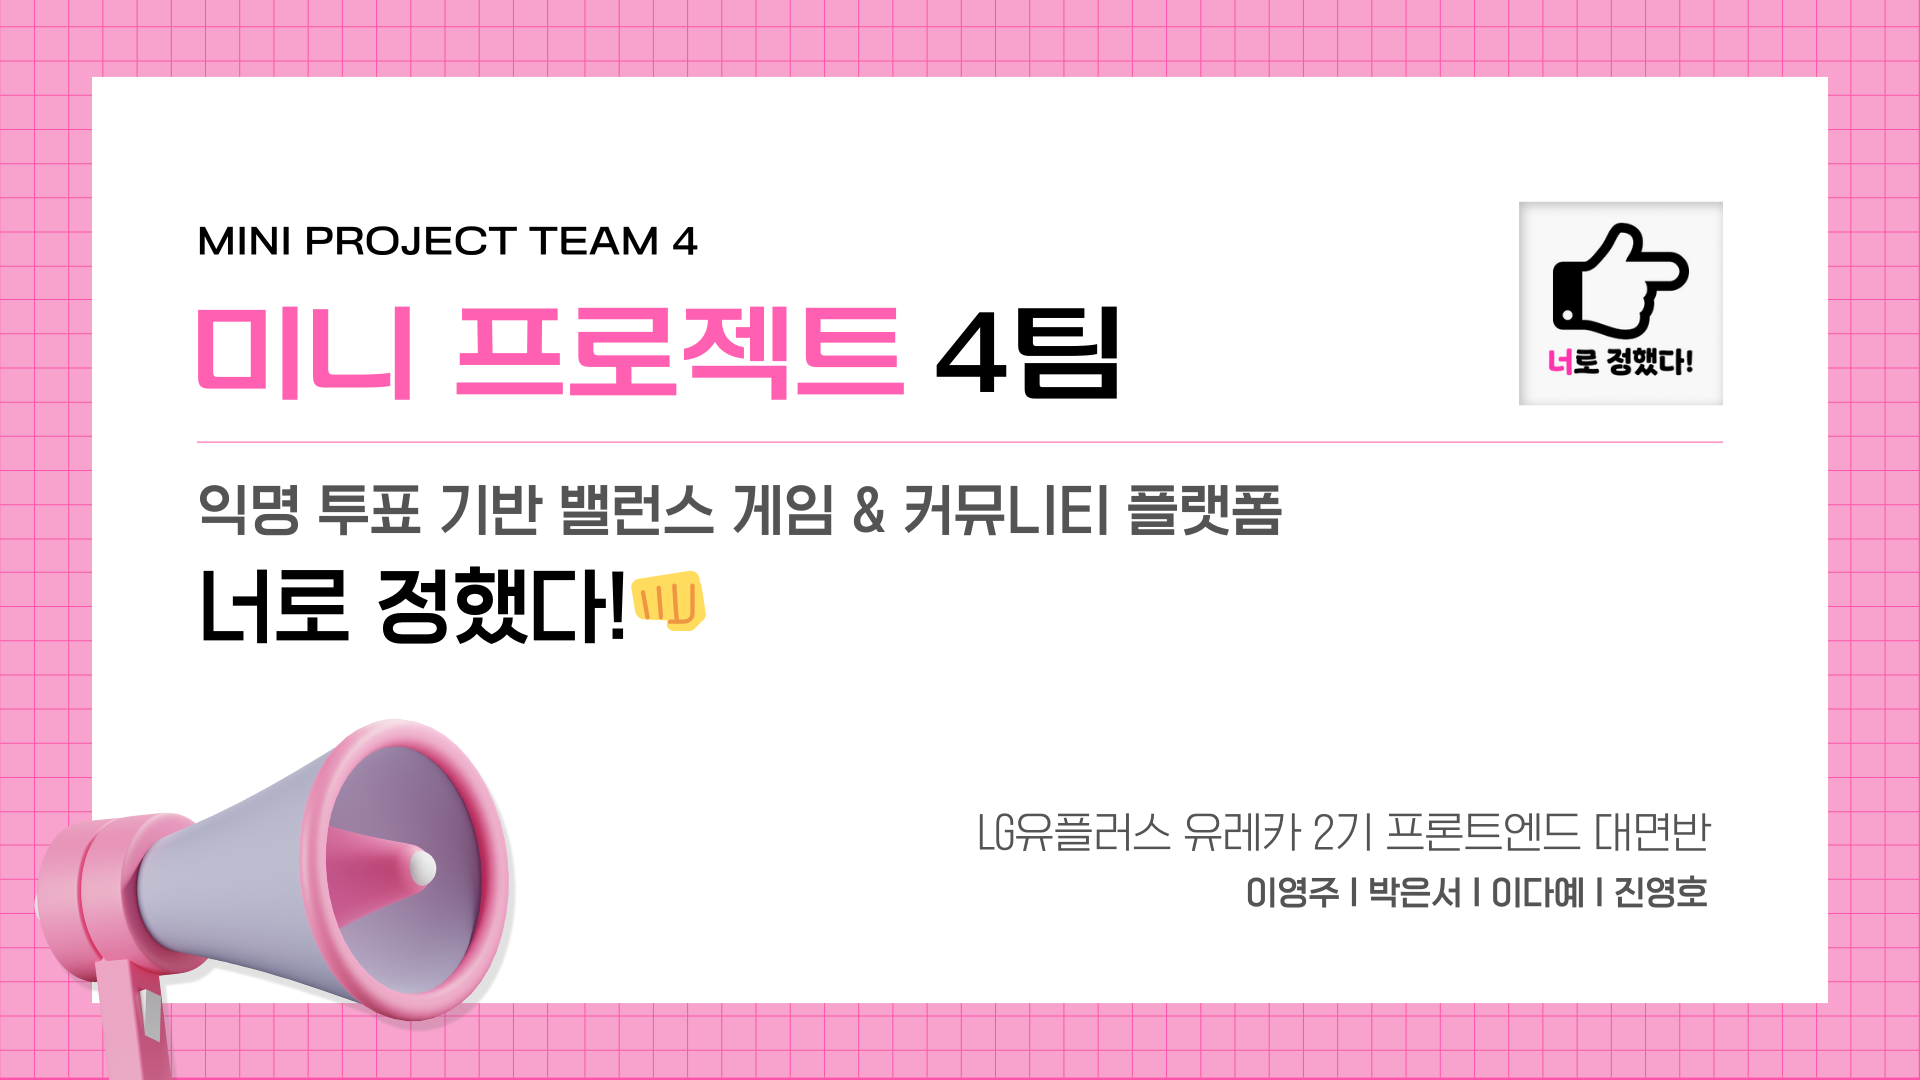 MINI PROJECT TEAM 4
미니 프로젝트 4팀
너로 정했다!
익명 투표 기반 밸런스 게임 & 커뮤니티 플랫폼
너로 정했다!👊
LG유플러스 유레카 2기 프론트엔드 대면반
이영주 | 박은서 | 이다예 | 진영호